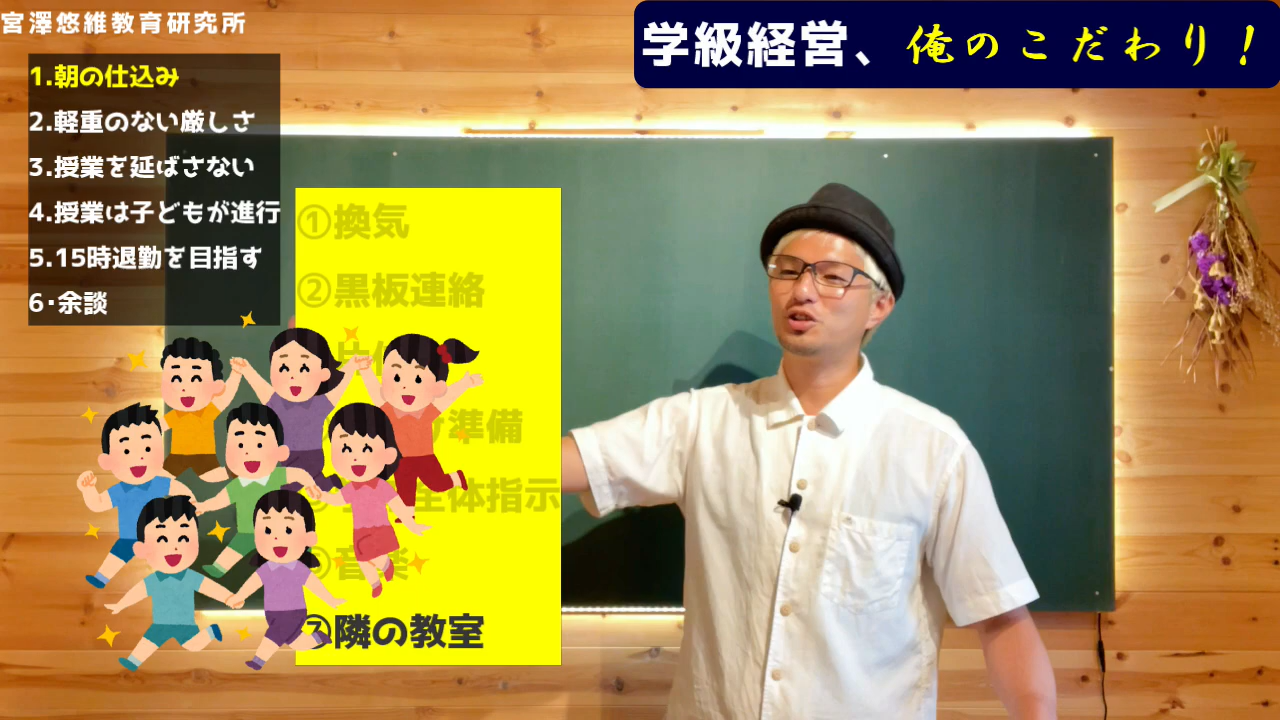 宮澤悠維教育研究所
学級経営、俺のこだわり！
1.朝の仕込み
2.軽重のない厳しさ
3.授業を延ばさない
4.授業は子どもが進行
5.15時退勤を目指す
6･余談
①換気
②黒板連絡
準備
全体指示
⑥音楽
⑦隣の教室